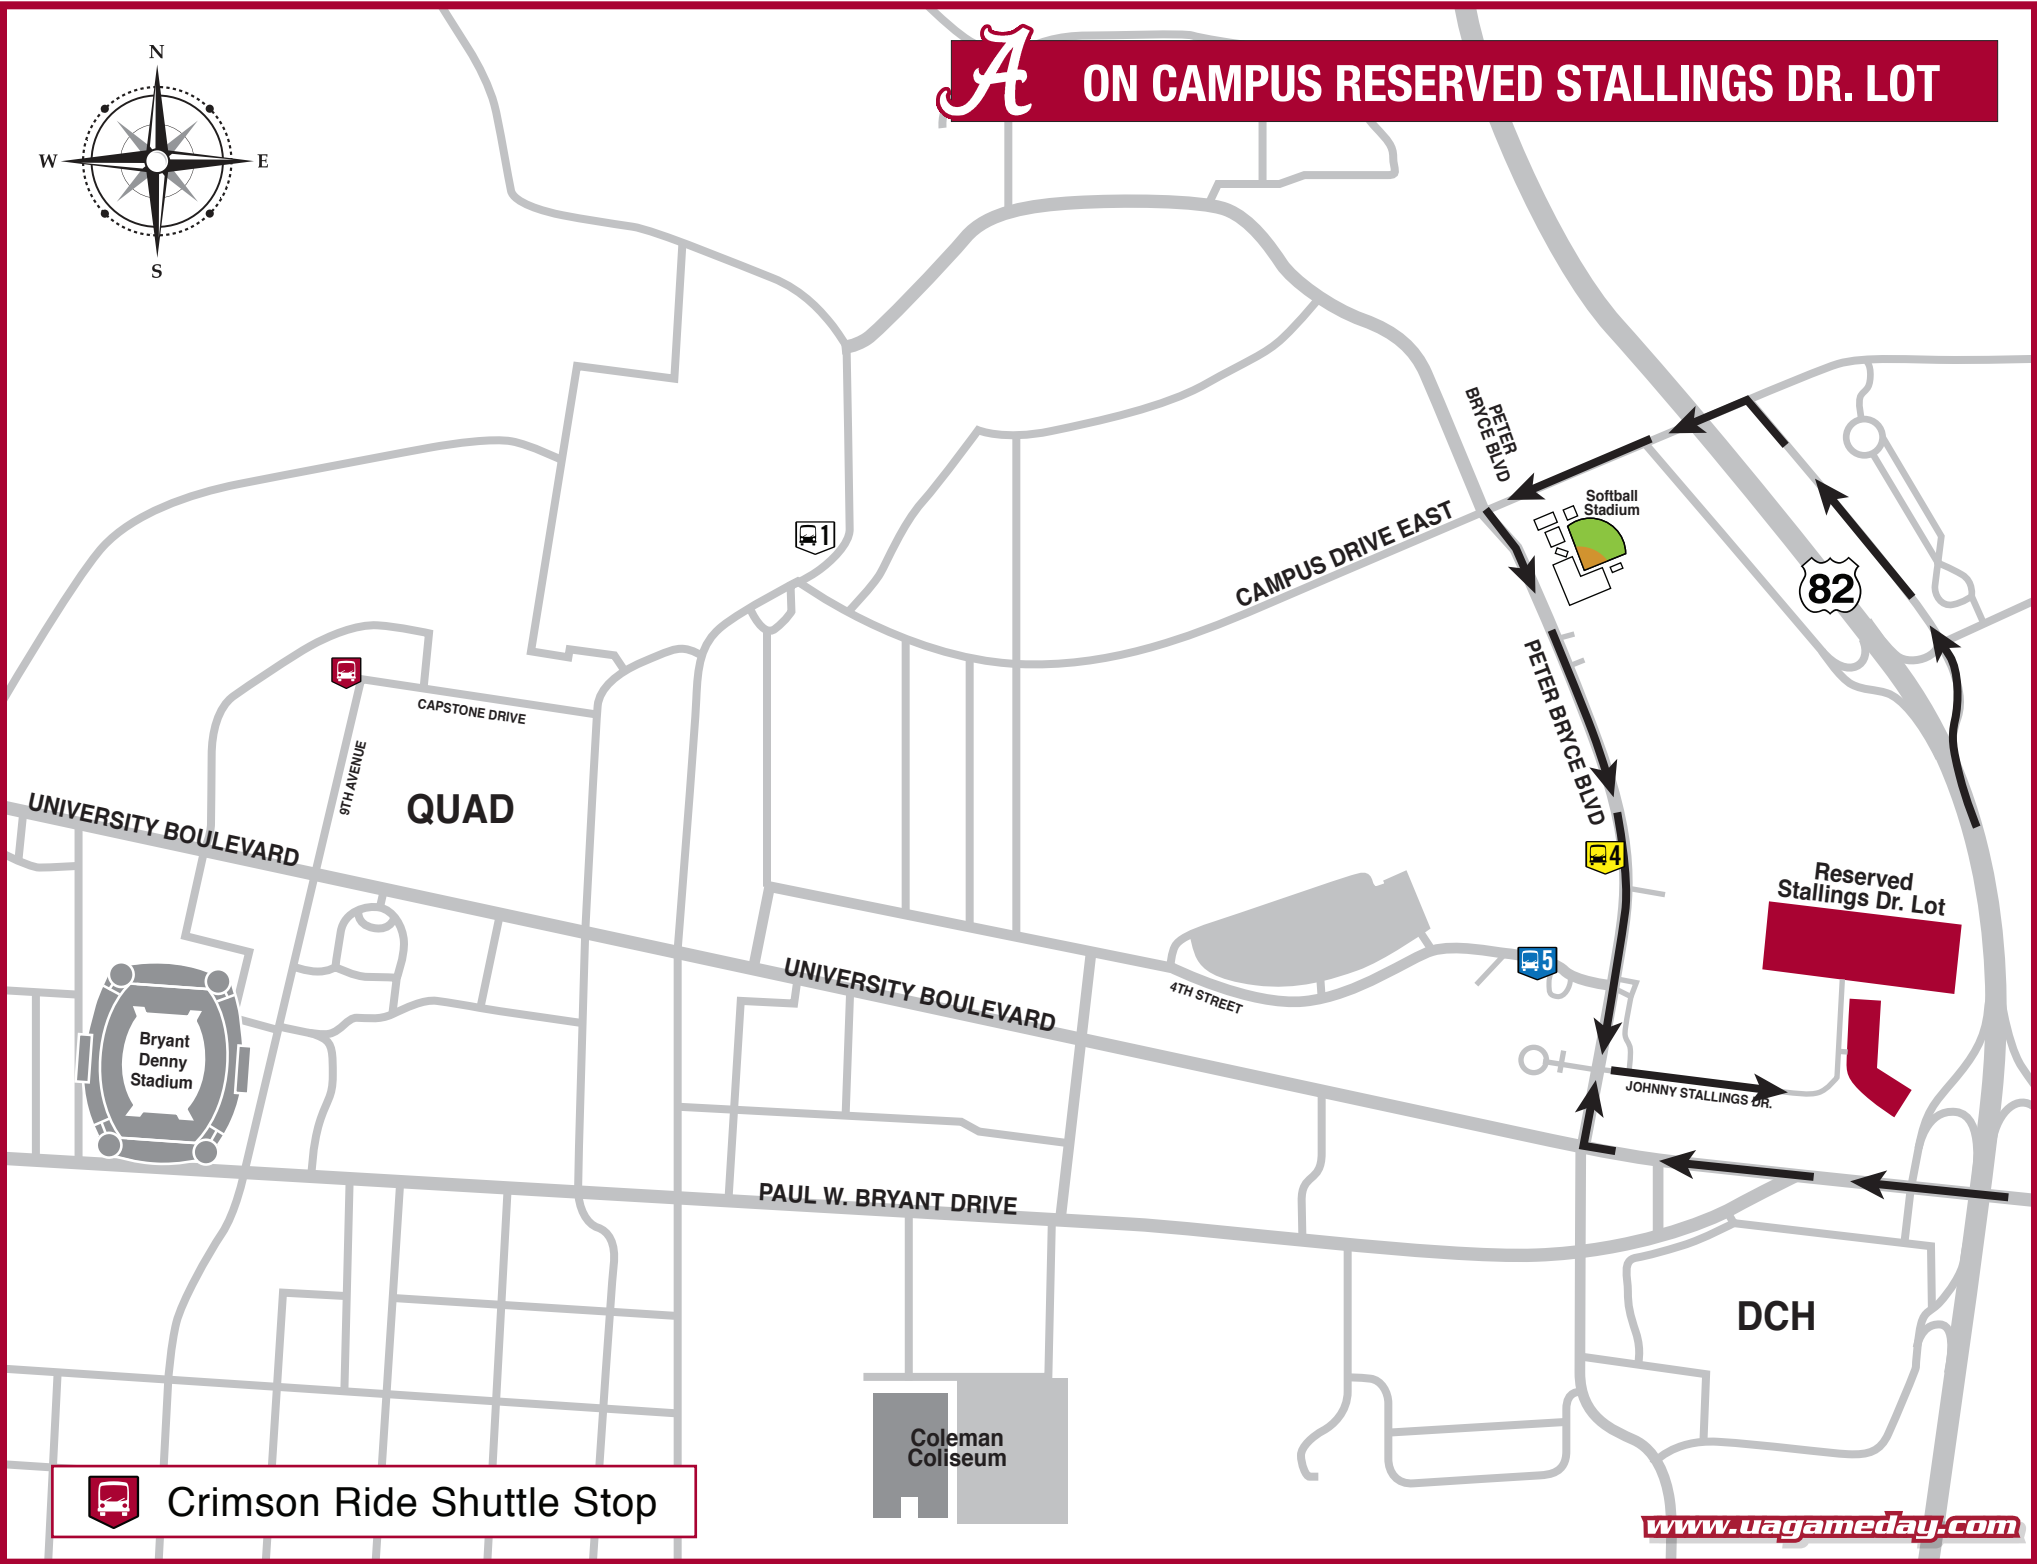 N
W
E
S
A
ON CAMPUS RESERVED STALLINGS DR. LOT
PETER
BRYCE BLVD
Softball
Stadium
CAMPUS DRIVE EAST
1
82
PETER BRYCE BLVD
CAPSTONE DRIVE
9TH AVENUE
QUAD
UNIVERSITY BOULEVARD
4
Reserved
Stallings Dr. Lot
5
UNIVERSITY BOULEVARD
4TH STREET
Bryant
Denny
Stadium
JOHNNY STALLINGS DR.
PAUL W. BRYANT DRIVE
DCH
Coleman
Coliseum
Crimson Ride Shuttle Stop
www.uagameday.com